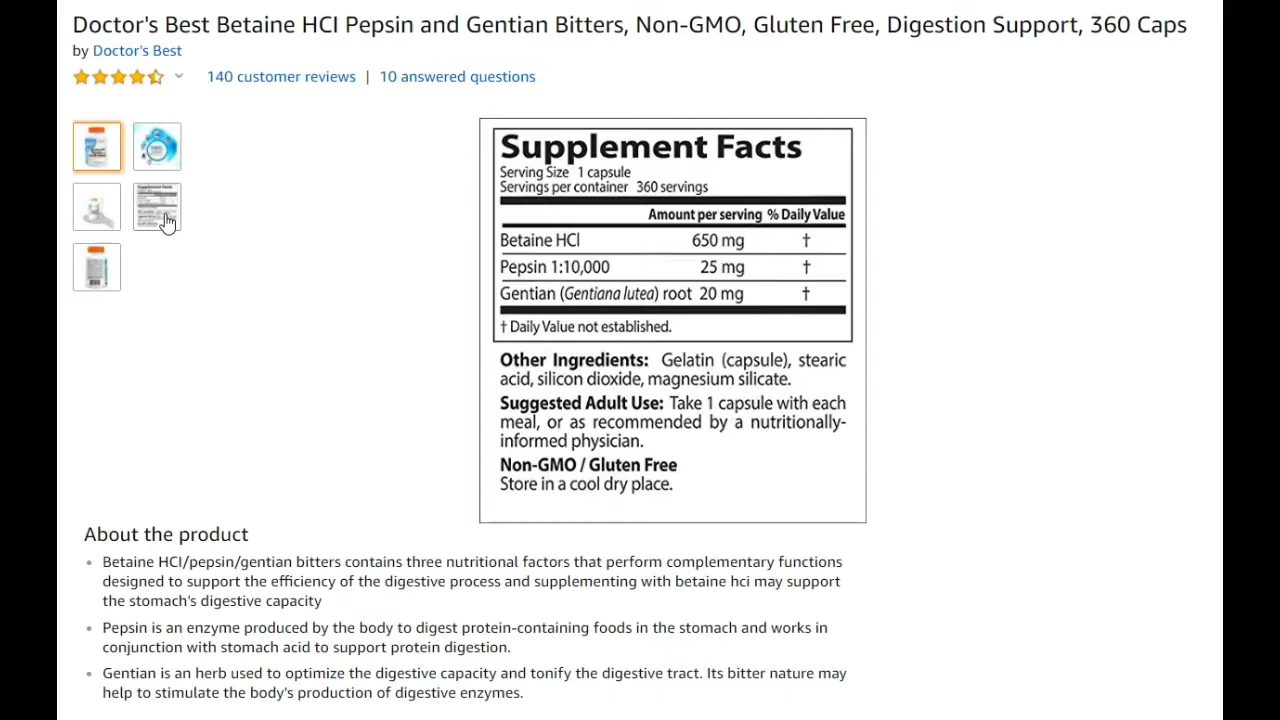 Doctor's Best Betaine HCI Pepsin and Gentian Bitters, Non-GMO, Gluten Free, Digestion Support, 360 Caps
by Doctor's Best
140 customer reviews | 10 answered questions
Supplement Facts
Serving Size 1 capsule
Servings per container 360 servings
Amount per serving % Daily Value
Betaine HCl 650 mg †
Pepsin 1:10,000 25 mg †
Gentian (Gentiana lutea) root 20 mg †
† Daily Value not established.
Other Ingredients: Gelatin (capsule), stearic
acid, silicon dioxide, magnesium silicate.
Suggested Adult Use: Take 1 capsule with each
meal, or as recommended by a nutritionally-
informed physician.
Non-GMO / Gluten Free
Store in a cool dry place.
About the product
Betaine HCl/pepsin/gentian bitters contains three nutritional factors that perform complementary functions
designed to support the efficiency of the digestive process and supplementing with betaine hci may support
the stomach's digestive capacity
Pepsin is an enzyme produced by the body to digest protein-containing foods in the stomach and works in
conjunction with stomach acid to support protein digestion.
Gentian is an herb used to optimize the digestive capacity and tonify the digestive tract. Its bitter nature may
help to stimulate the body's production of digestive enzymes.